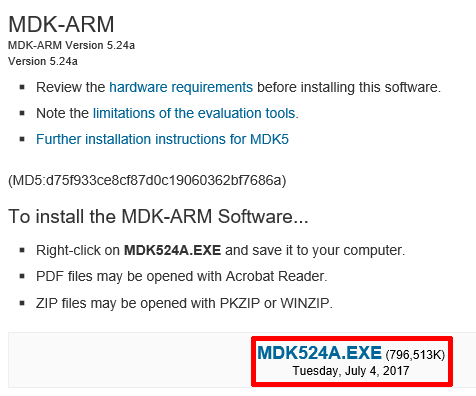 MDK-ARM
MDK-ARM Version 5.24a
Version 5.24a
Review the hardware requirements before installing this software.
Note the limitations of the evaluation tools.
Further installation instructions for MDK5
(MD5:d75f933ce8cf87d0c19060362bf7686a)
To install the MDK-ARM Software...
Right-click on MDK524A.EXE and save it to your computer.
PDF files may be opened with Acrobat Reader.
ZIP files may be opened with PKZIP or WINZIP.
MDK524A.EXE (796,513K)
Tuesday, July 4, 2017